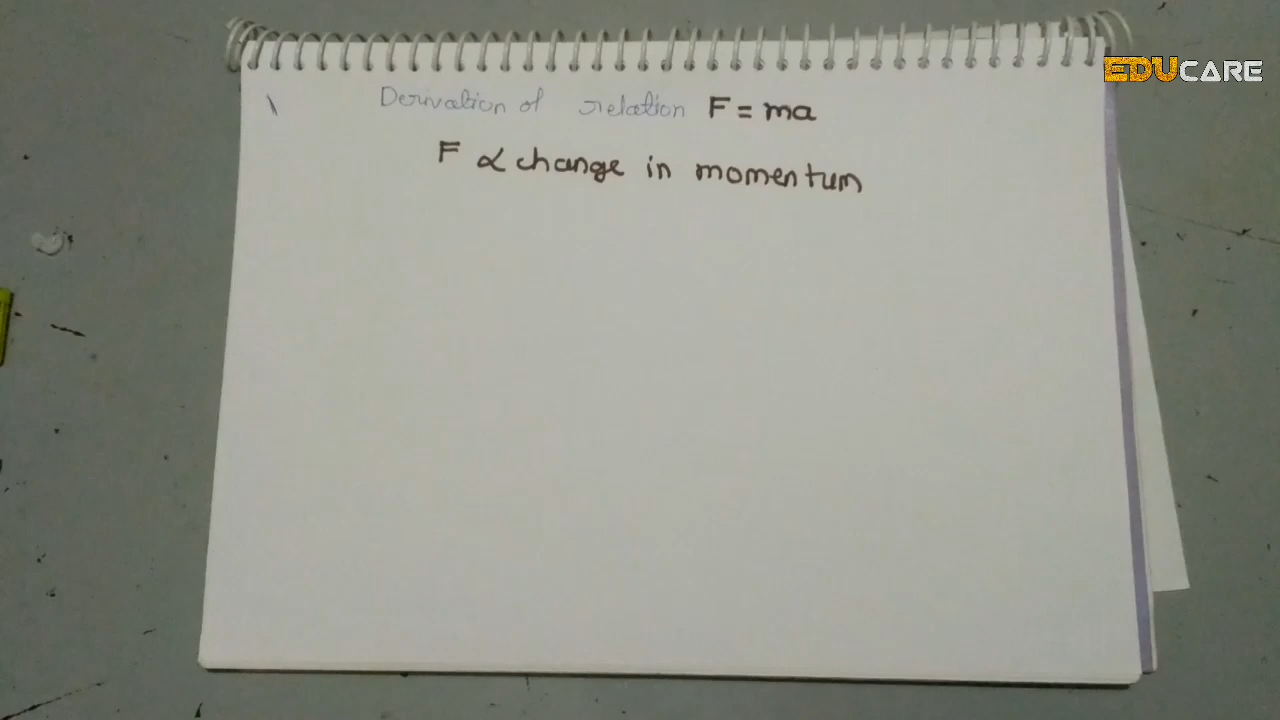 EDUCARE
Derivation of relation F = ma
F ∝ change in momentum